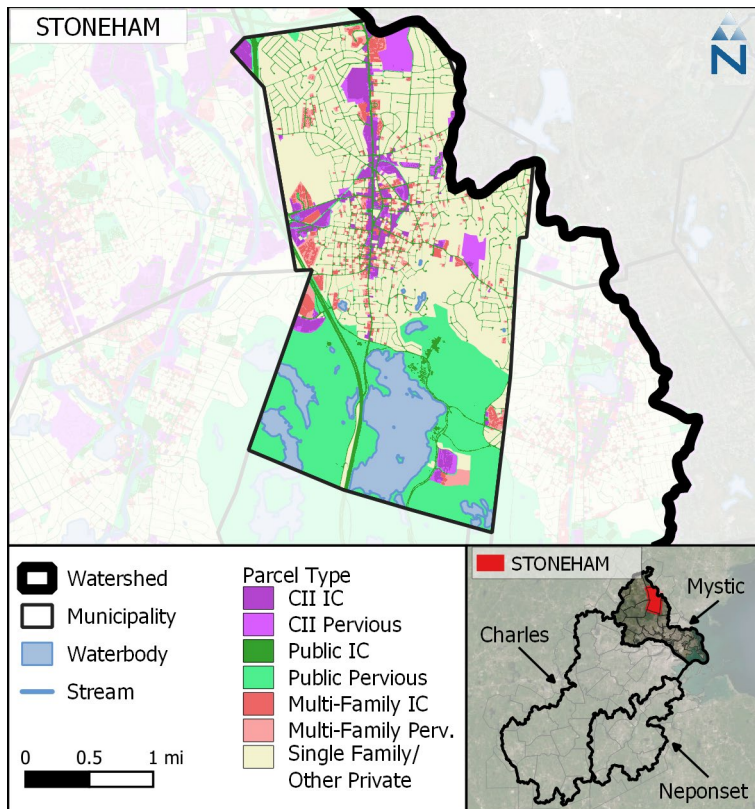 STONEHAM
N
Watershed
Municipality
Waterbody
Stream
0 0.5 1 mi
Parcel Type
CII IC
CII Pervious
Public IC
Public Pervious
Multi-Family IC
Multi-Family Perv.
Single Family/
Other Private
STONEHAM
Mystic
Charles
Neponset